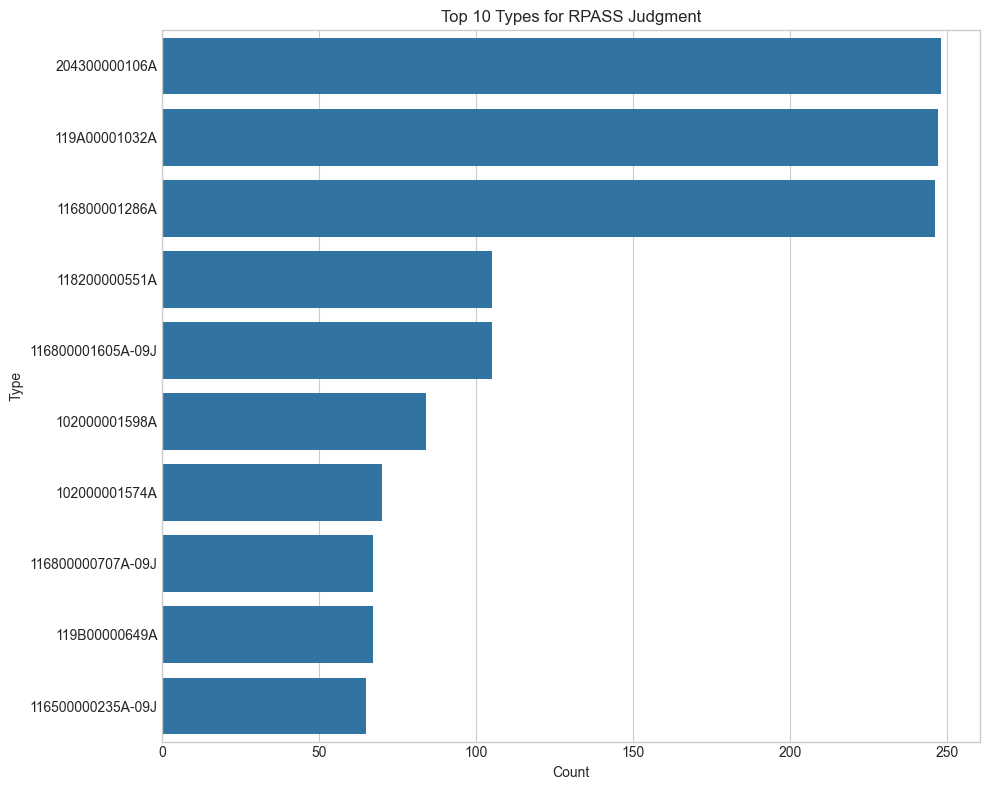 Top 10 Types for RPASS Judgment
Type
204300000106A
119A00001032A
116800001286A
118200000551A
116800001605A-09J
102000001598A
102000001574A
116800000707A-09J
119B00000649A
116500000235A-09J
0 50 100 150 200 250
Count